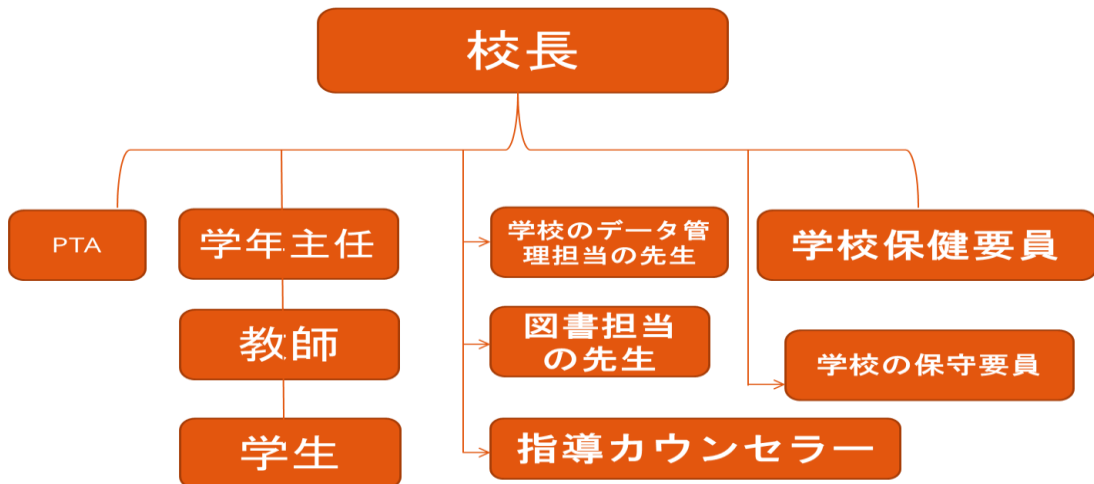 校長
PTA
学年主任
学校のデータ管
理担当の先生
学校保健要員
教師
図書担当
の先生
学校の保守要員
学生
指導カウンセラー